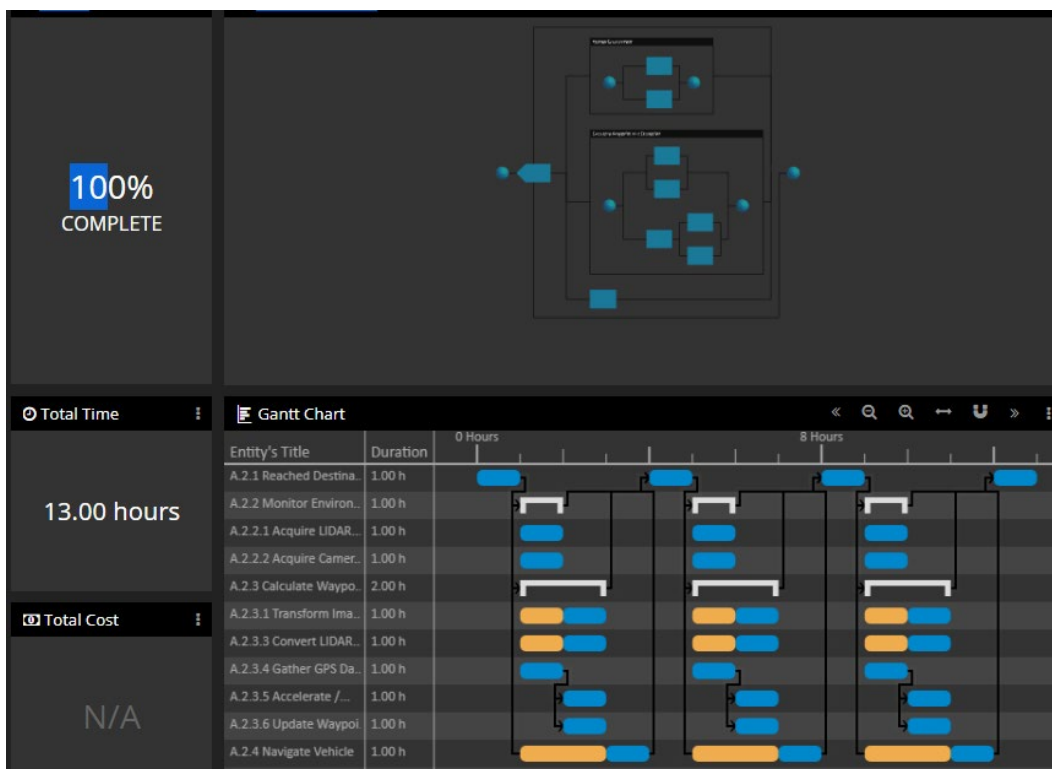 100%
COMPLETE
Total Time
13.00 hours
Total Cost
N/A
Gantt Chart
Entity's Title Duration 0 Hours 8 Hours
A.2.1 Reached Destina.. 1.00 h
A.2.2 Monitor Environ.. 1.00 h
A.2.2.1 Acquire LIDAR... 1.00 h
A.2.2.2 Acquire Camer.. 1.00 h
A.2.3 Calculate Waypo.. 2.00 h
A.2.3.1 Transform Ima... 1.00 h
A.2.3.3 Convert LIDAR.. 1.00 h
A.2.3.4 Gather GPS Da.. 1.00 h
A.2.3.5 Accelerate /... 1.00 h
A.2.3.6 Update Waypoi. 1.00 h
A.2.4 Navigate Vehicle 1.00 h